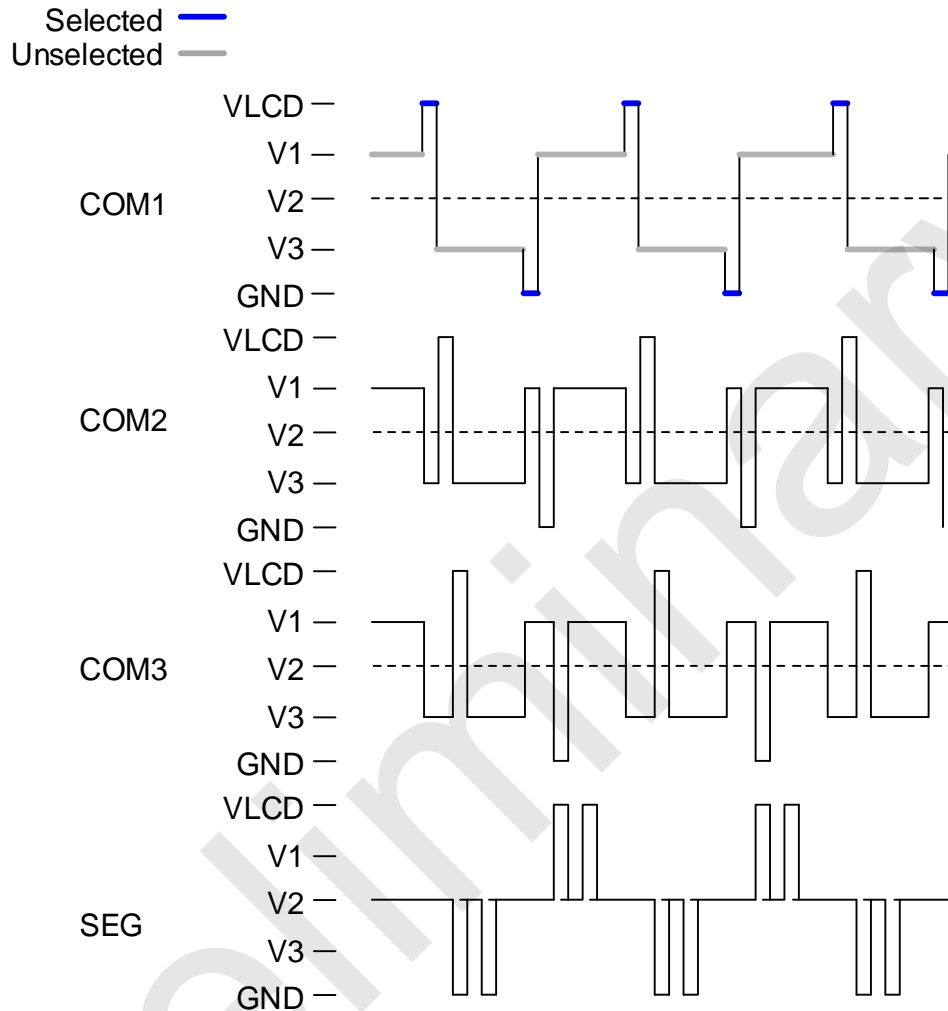 Selected
Unselected
VLCD
V1
COM1
V2
V3
GND
VLCD
V1
COM2
V2
V3
GND
VLCD
V1
COM3
V2
V3
GND
VLCD
V1
V2
SEG
V3
GND